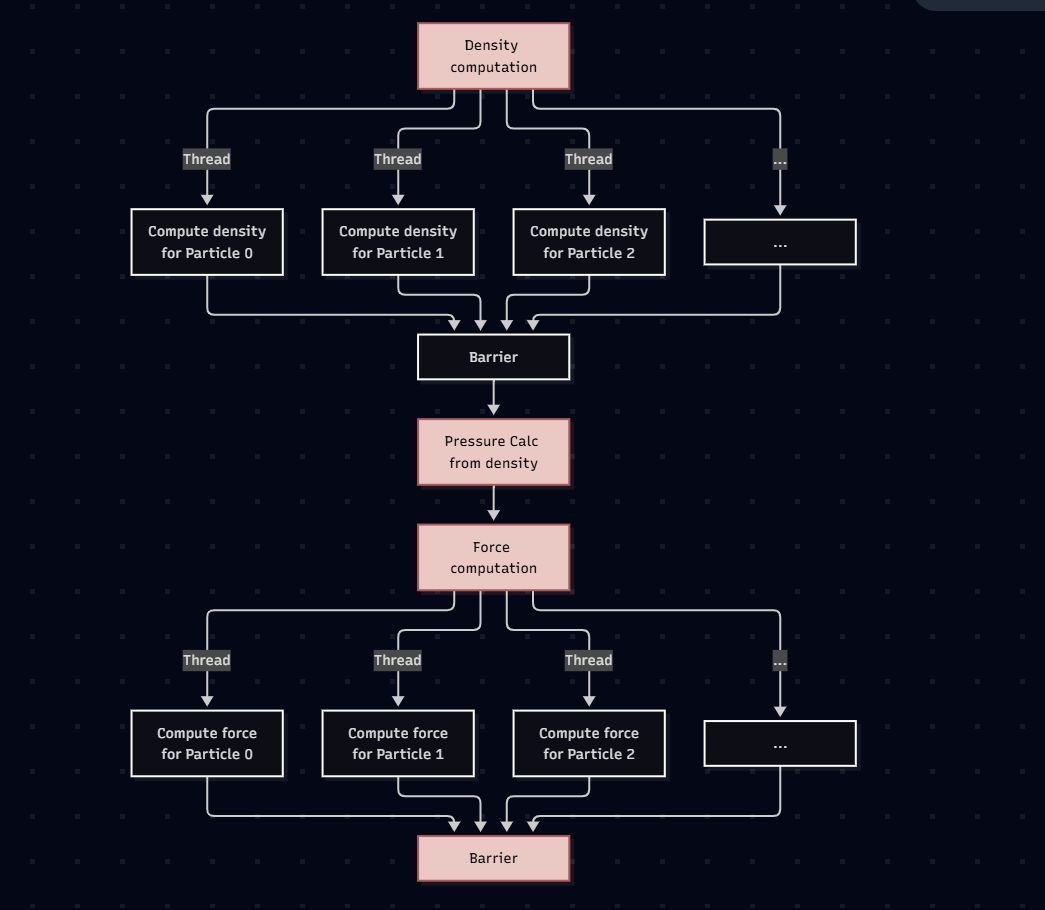 Density
computation
Thread
Thread
Thread
...
Compute density
for Particle 0
Compute density
for Particle 1
Compute density
for Particle 2
...
Barrier
Pressure Calc
from density
Force
computation
Thread
Thread
Thread
...
Compute force
for Particle 0
Compute force
for Particle 1
Compute force
for Particle 2
...
Barrier